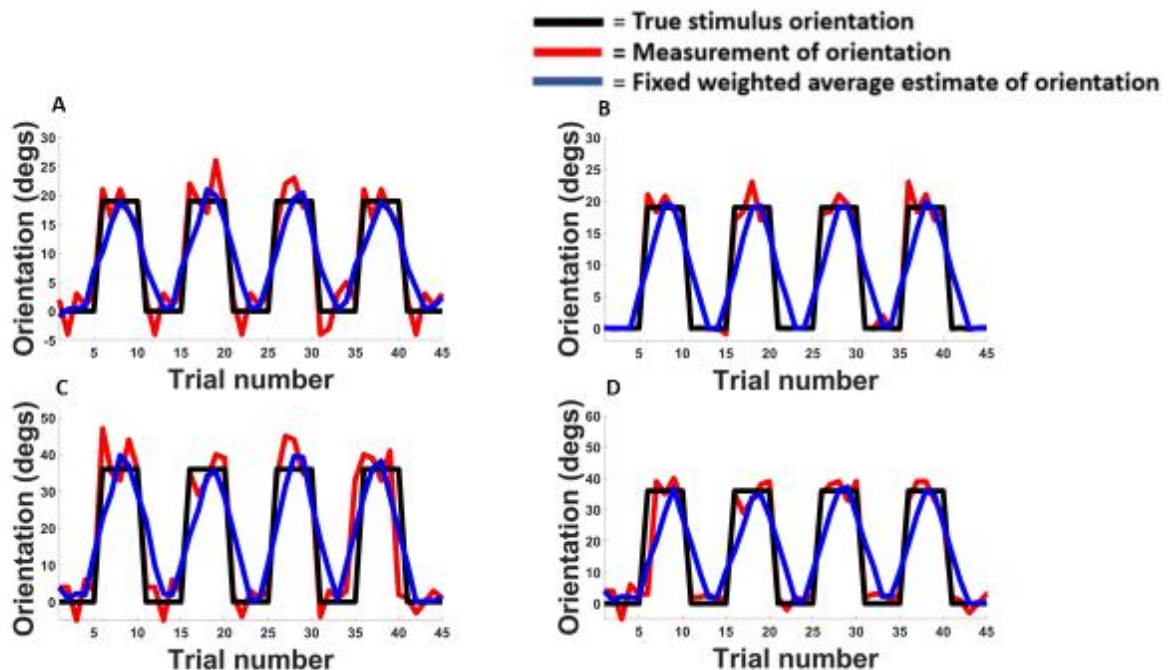 = True stimulus orientation
= Measurement of orientation
= Fixed weighted average estimate of orientation
A
Orientation (degs)
30
25
20
15
10
5
0
-5
5 10 15 20 25 30 35 40 45
Trial number
B
Orientation (degs)
30
25
20
15
10
5
0
5 10 15 20 25 30 35 40 45
Trial number
C
Orientation (degs)
50
40
30
20
10
0
5 10 15 20 25 30 35 40 45
Trial number
D
Orientation (degs)
60
50
40
30
20
10
0
5 10 15 20 25 30 35 40 45
Trial number